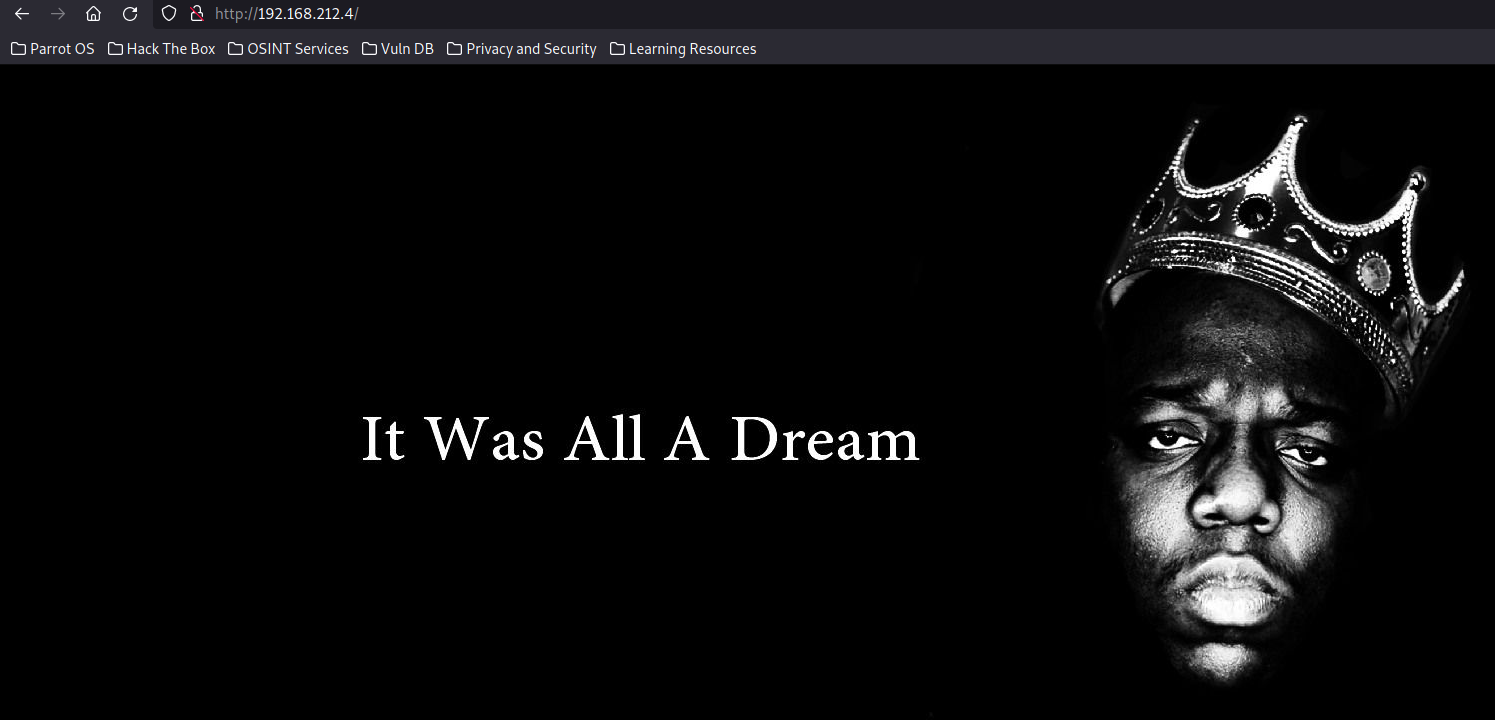 http://192.168.212.4/
Parrot OS Hack The Box OSINT Services Vuln DB Privacy and Security Learning Resources
It Was All A Dream